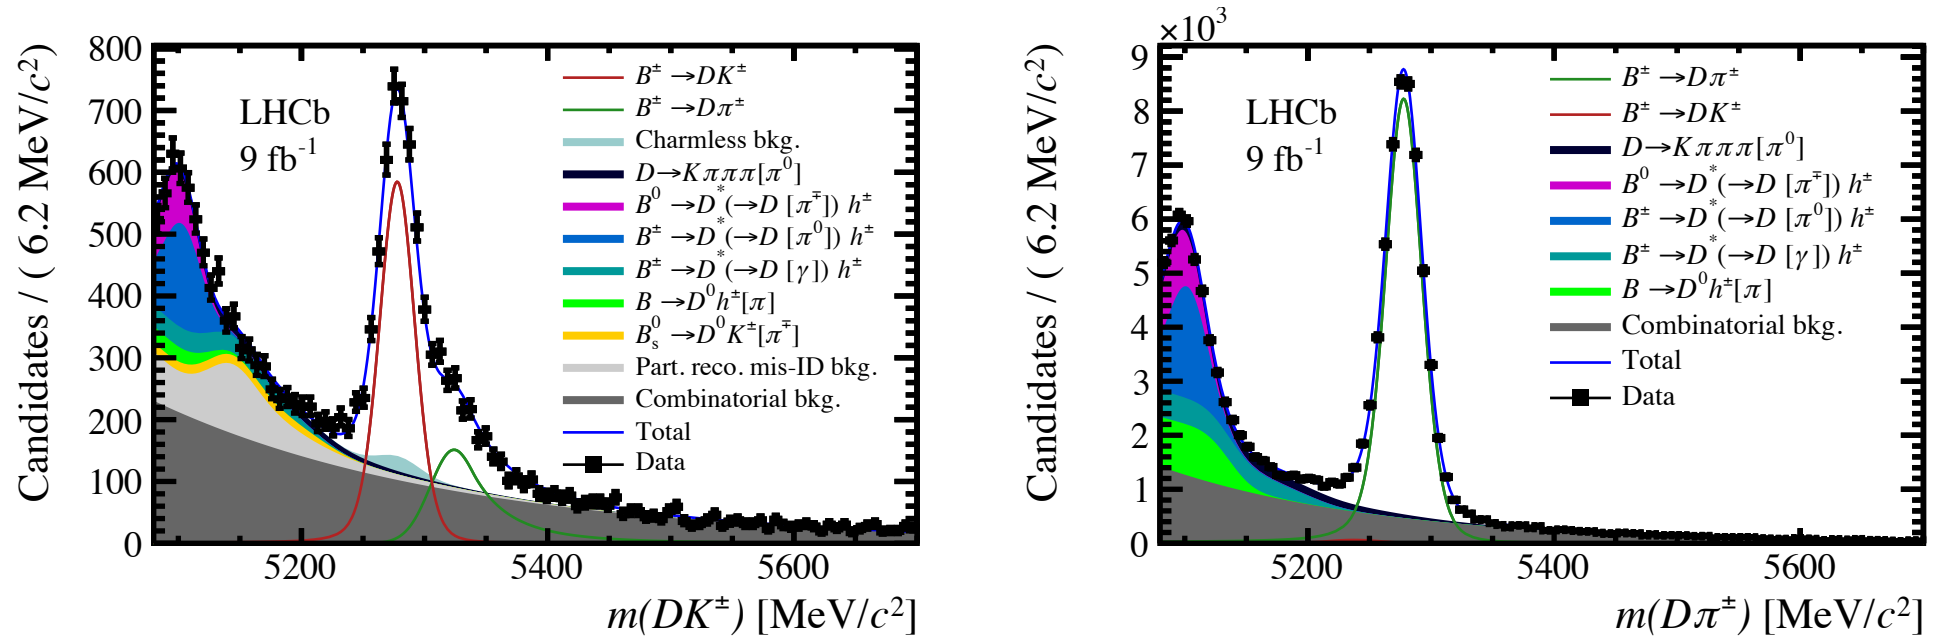 Candidates / ( 6.2 MeV/c²)
800
700
600
500
400
300
200
100
0
LHCb
9 fb⁻¹
B± →DK±
B± →Dπ±
Charmless bkg.
D→Kπππ[π⁰]
B⁰ →D*(→D [π∓]) h±
B± →D*(→D [π⁰]) h±
B± →D*(→D [γ]) h±
B →D⁰h±[π]
B⁰s →D⁰K±[π∓]
Part. reco. mis-ID bkg.
Combinatorial bkg.
Total
Data
5200 5400 5600
m(DK±) [MeV/c²]
Candidates / ( 6.2 MeV/c²)
×10³
9
8
7
6
5
4
3
2
1
0
LHCb
9 fb⁻¹
B± →Dπ±
B± →DK±
D→Kπππ[π⁰]
B⁰ →D*(→D [π∓]) h±
B± →D*(→D [π⁰]) h±
B± →D*(→D [γ]) h±
B →D⁰h±[π]
Combinatorial bkg.
Total
Data
5200 5400 5600
m(Dπ±) [MeV/c²]